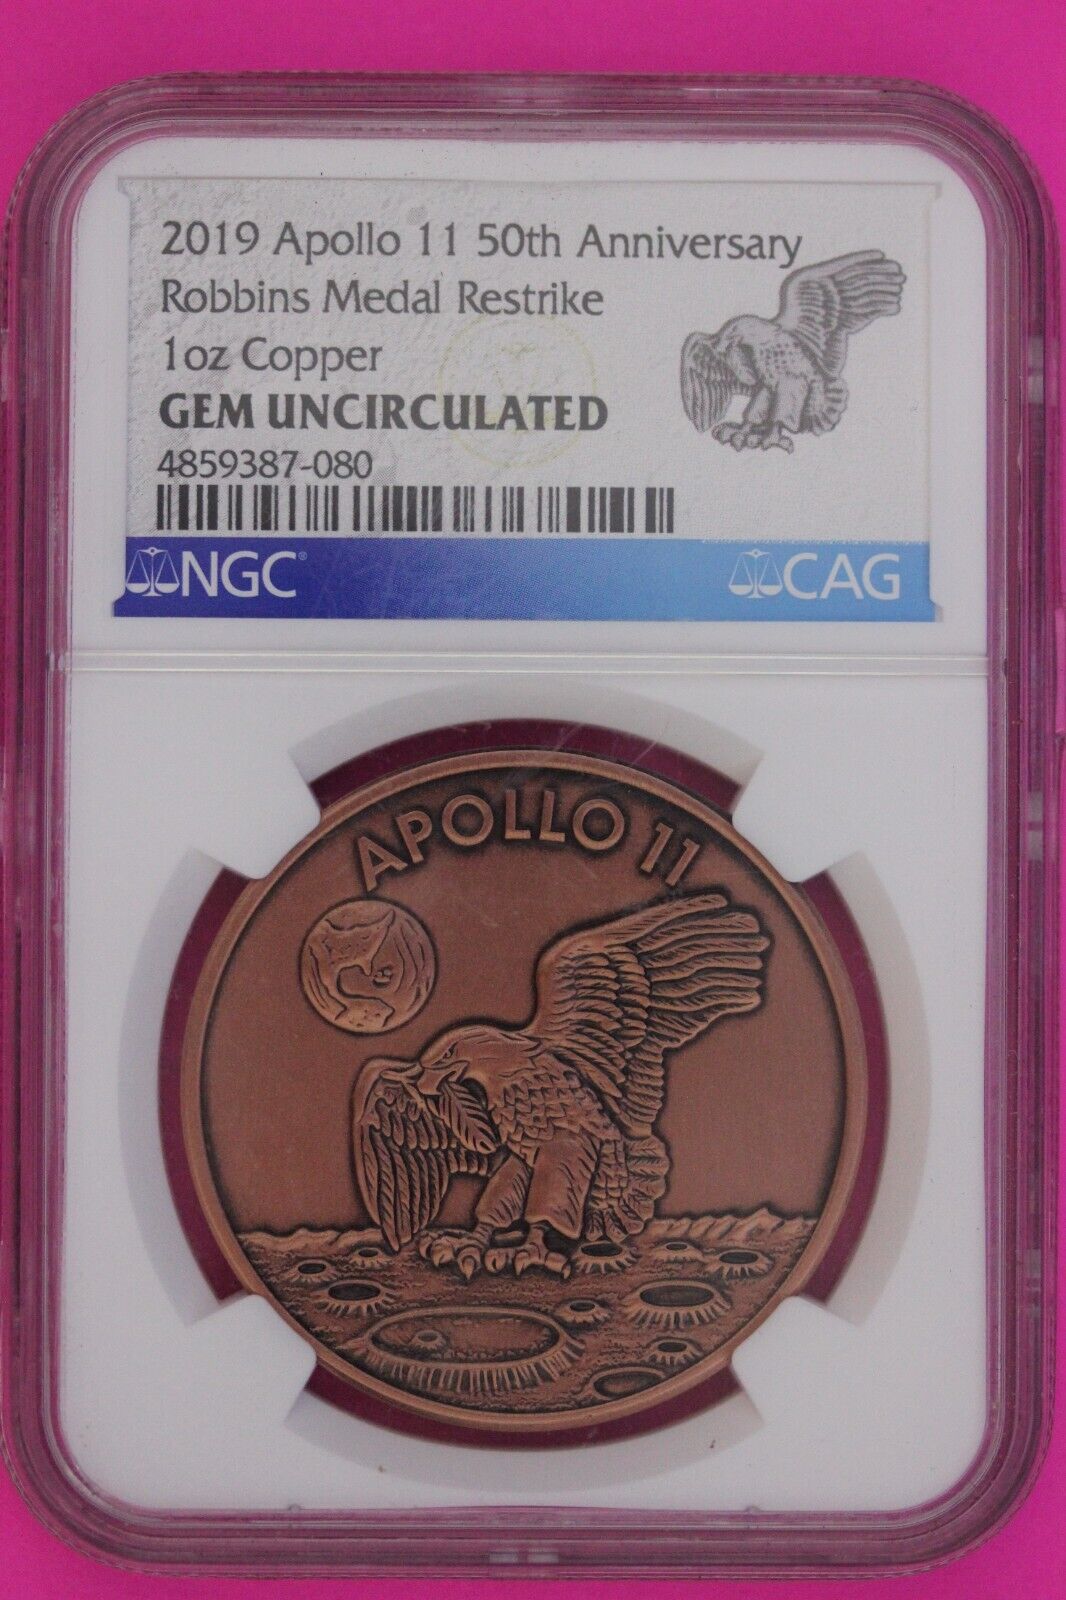 2019 Apollo 11 50th Anniversary
Robbins Medal Restrike
1oz Copper
GEM UNCIRCULATED
4859387-080
NGC® CAG
APOLLO 11